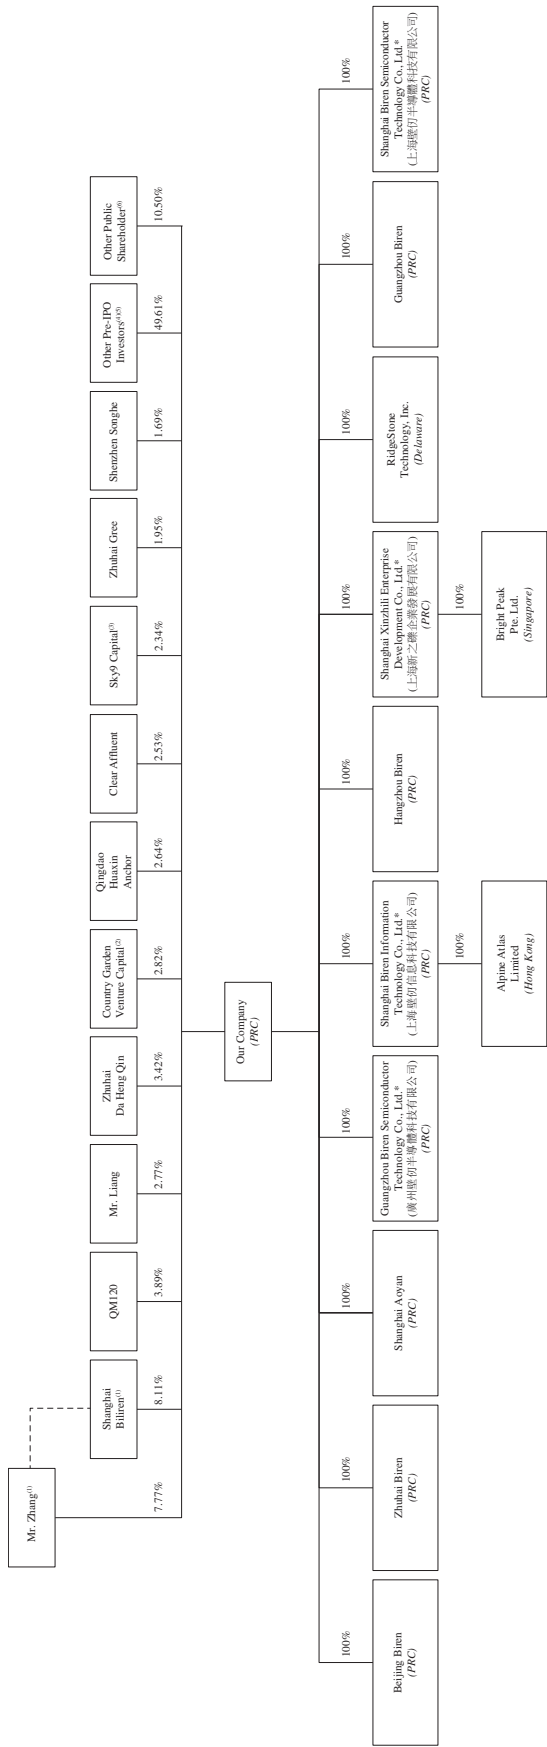 Mr. Zhang(1)
Shanghai
Biliren(1)
QM120
Mr. Liang
Zhuhai
Da Heng Qin
Country Garden
Venture Capital(2)
Qingdao
Huaxin
Anchor
Clear Affluent
Sky9 Capital(3)
Zhuhai Gree
Shenzhen Songhe
Other Pre-IPO
Investors(4)(5)
Other Public
Shareholder(6)
7.77%
8.11%
3.89%
2.77%
3.42%
2.82%
2.64%
2.53%
2.34%
1.95%
1.69%
49.61%
10.50%
Our Company
(PRC)
100%
100%
100%
100%
100%
100%
100%
100%
100%
100%
Beijing Biren
(PRC)
Zhuhai Biren
(PRC)
Shanghai Aoyan
(PRC)
Guangzhou Biren Semiconductor
Technology Co., Ltd.*
(廣州壁仞半導體科技有限公司)
(PRC)
Shanghai Biren Information
Technology Co., Ltd.*
(上海壁仞信息科技有限公司)
(PRC)
Hangzhou Biren
(PRC)
Shanghai Xinzhili Enterprise
Development Co., Ltd.*
(上海新之礫企業發展有限公司)
(PRC)
RidgeStone
Technology, Inc.
(Delaware)
Guangzhou Biren
(PRC)
Shanghai Biren Semiconductor
Technology Co., Ltd.*
(上海壁仞半導體科技有限公司)
(PRC)
100%
100%
Alpine Atlas
Limited
(Hong Kong)
Bright Peak
Pte. Ltd.
(Singapore)